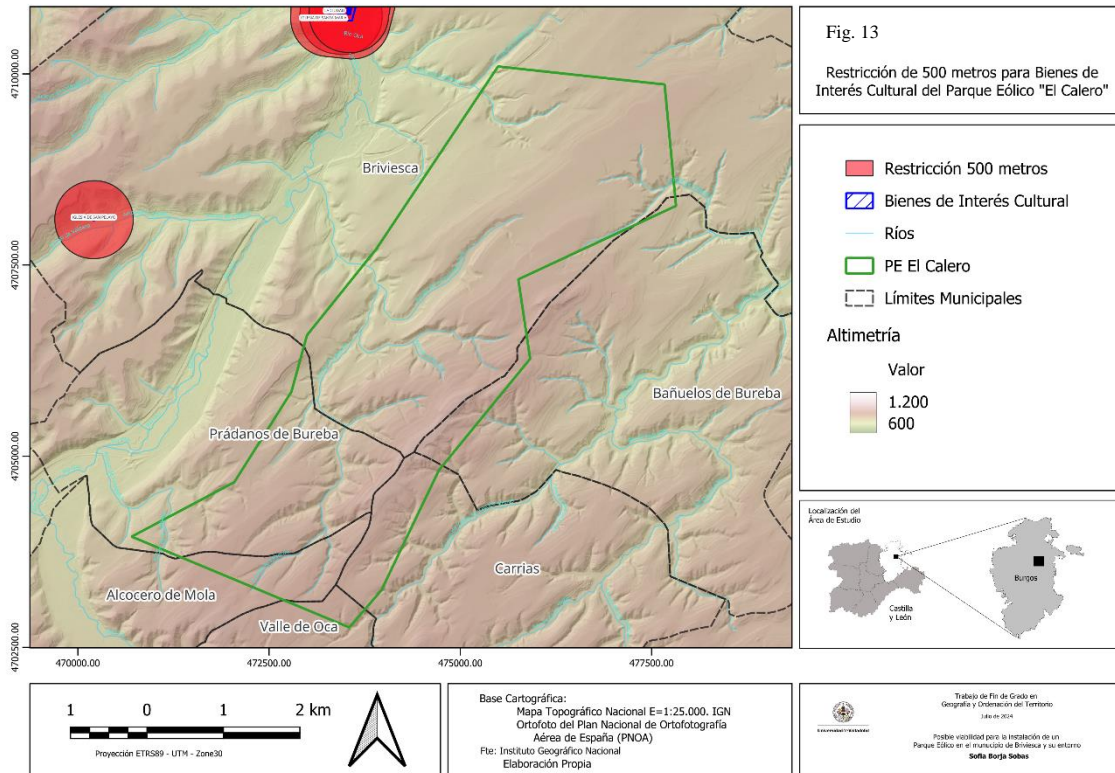 Fig. 13
Restricción de 500 metros para Bienes de
Interés Cultural del Parque Eólico "El Calero"
Restricción 500 metros
Bienes de Interés Cultural
Ríos
PE El Calero
Límites Municipales
Altimetría
Valor
1.200
600
Localización del
Área de Estudio
Burgos
Castilla
y León
4710000.00
4707500.00
4705000.00
4702500.00
470000.00
472500.00
475000.00
477500.00
Briviesca
Prádanos de Bureba
Bañuelos de Bureba
Alcocero de Mola
Valle de Oca
Carrias
1 0 1 2 km
Proyección ETRS89 - UTM - Zone30
Base Cartográfica:
Mapa Topográfico Nacional E=1:25.000. IGN
Ortofoto del Plan Nacional de Ortofotografía
Aérea de España (PNOA)
Fte: Instituto Geográfico Nacional
Elaboración Propia
Universidad de Valladolid
Trabajo de Fin de Grado en
Geografía y Ordenación del Territorio
Julio de 2024
Posible viabilidad para la instalación de un
Parque Eólico en el municipio de Briviesca y su entorno
Sofía Borja Sobas